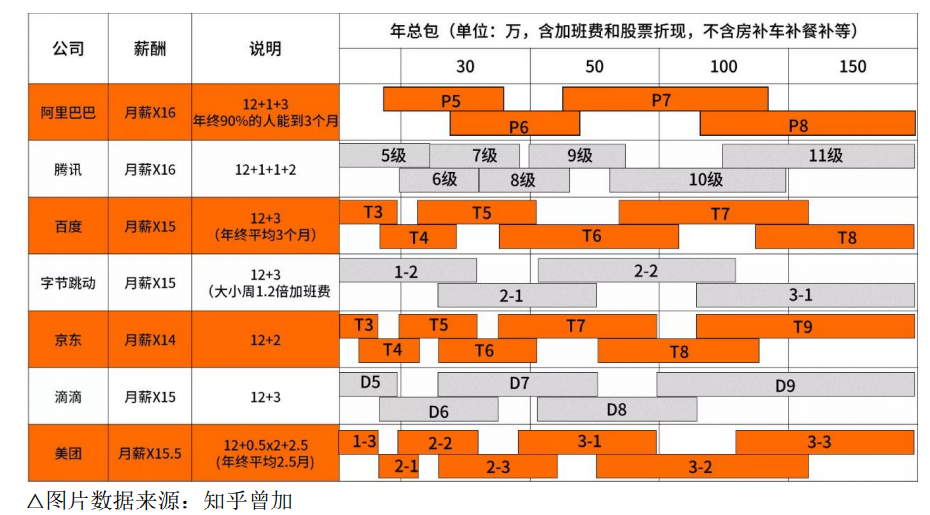 公司 薪酬 说明 年总包（单位：万，含加班费和股票折现，不含房补车补餐补等）
30 50 100 150
阿里巴巴 月薪X16 12+1+3
年终90%的人能到3个月
P5 P7
P6 P8
腾讯 月薪X16 12+1+1+2
5级 7级 9级 11级
6级 8级 10级
百度 月薪X15 12+3
（年终平均3个月）
T3 T5 T7
T4 T6 T8
字节跳动 月薪X15 12+3
（大小周1.2倍加班费
1-2 2-2
2-1 3-1
京东 月薪X14 12+2
T3 T5 T7 T9
T4 T6 T8
滴滴 月薪X15 12+3
D5 D7 D9
D6 D8
美团 月薪X15.5 12+0.5x2+2.5
(年终平均2.5月)
1-3 2-2 3-1 3-3
2-1 2-3 3-2
△图片数据来源：知乎曾加